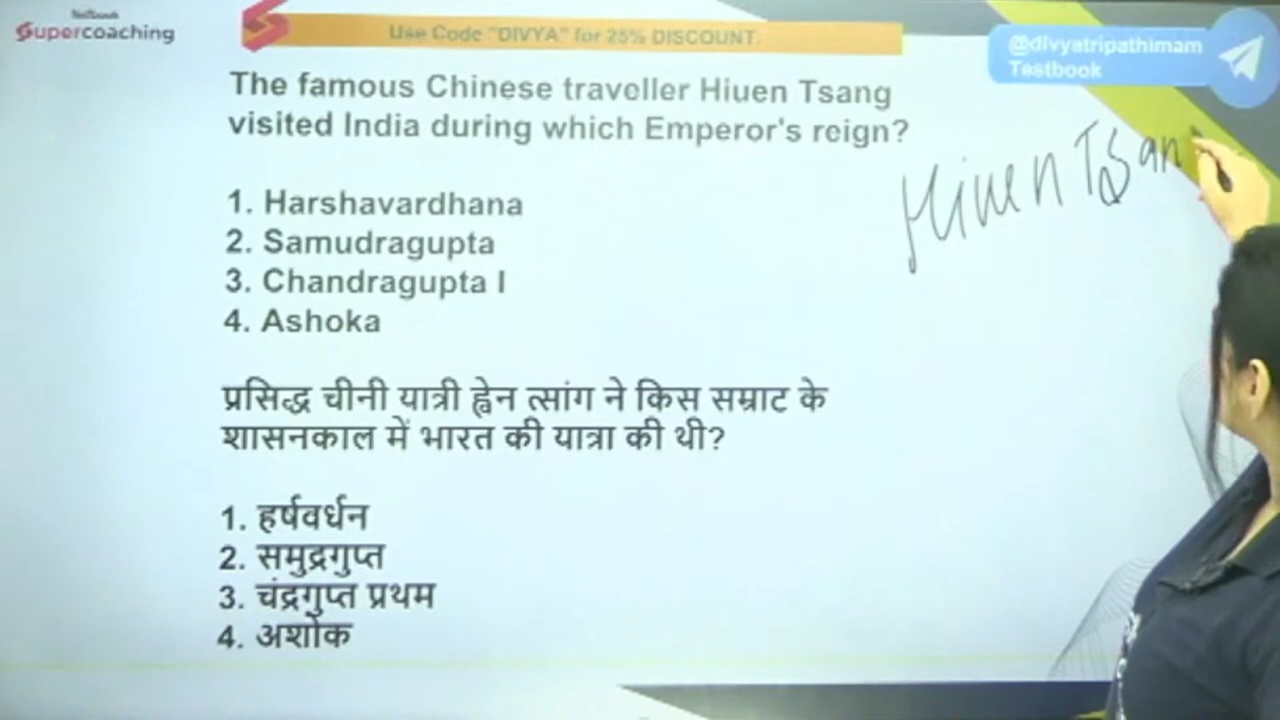 testbook
Supercoaching
Use Code "DIVYA" for 25% DISCOUNT.
@divyatripathimam
Testbook
The famous Chinese traveller Hiuen Tsang
visited India during which Emperor's reign?
Hiuen Tsan
1. Harshavardhana
2. Samudragupta
3. Chandragupta I
4. Ashoka
प्रसिद्ध चीनी यात्री ह्वेन त्सांग ने किस सम्राट के
शासनकाल में भारत की यात्रा की थी?
1. हर्षवर्धन
2. समुद्रगुप्त
3. चंद्रगुप्त प्रथम
4. अशोक